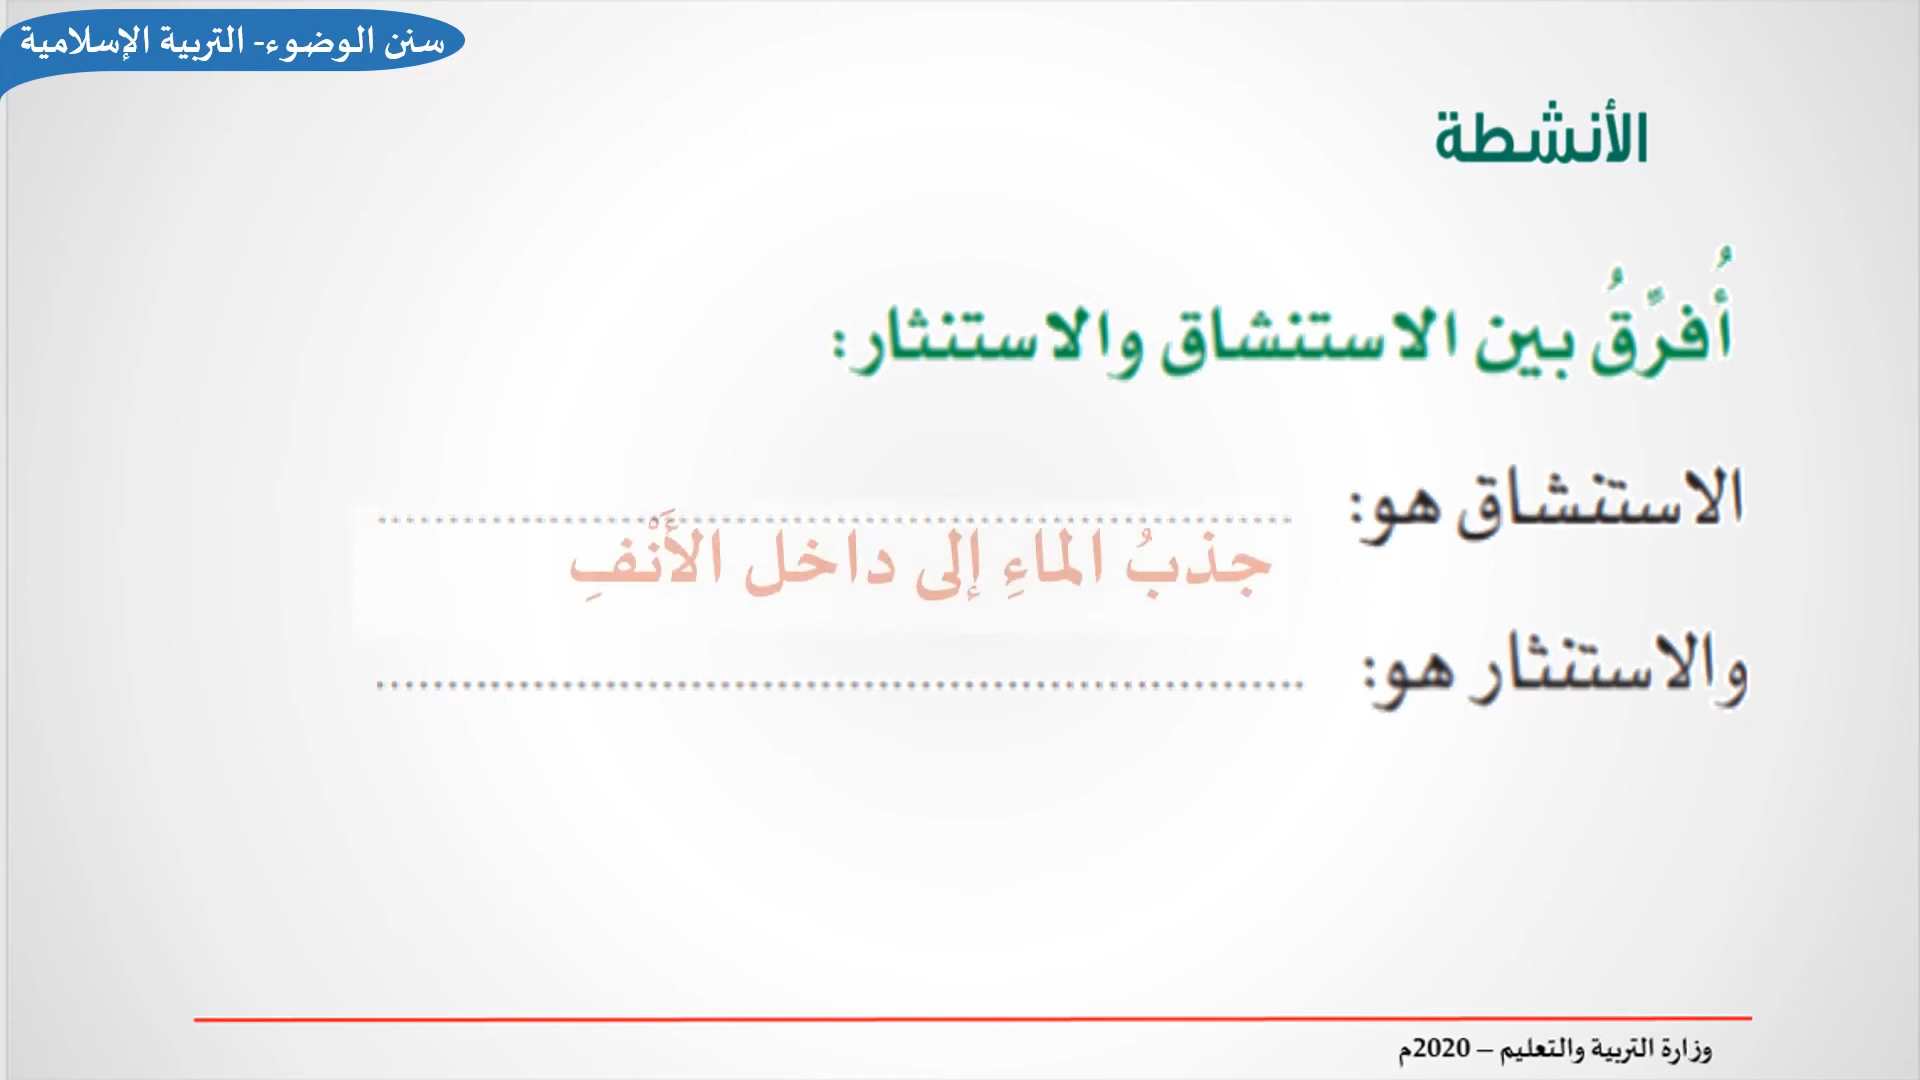 سنن الوضوء- التربية الإسلامية
الأنشطة
أُفرِّقُ بين الاستنشاق والاستنثار:
الاستنشاق هو: ........................................
جذبُ الماءِ إلى داخل الأَنْفِ
والاستنثار هو: ........................................
وزارة التربية والتعليم – 2020م